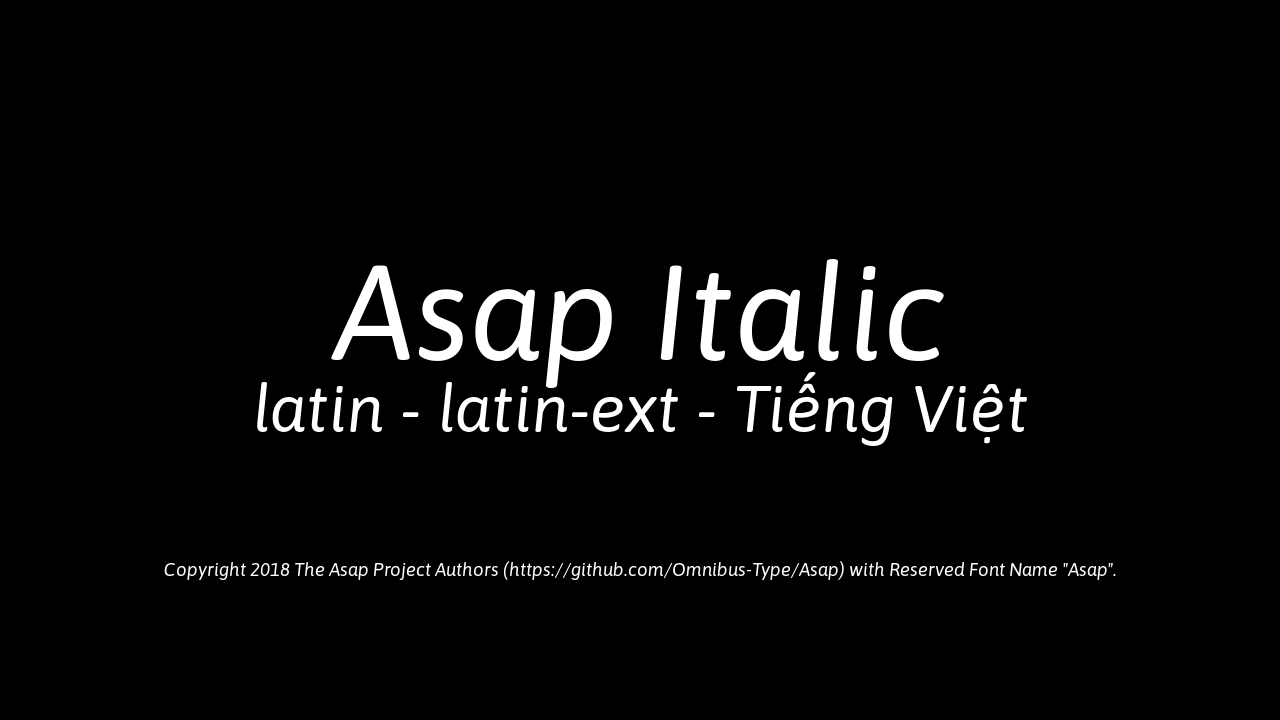 Asap Italic
latin - latin-ext - Tiếng Việt
Copyright 2018 The Asap Project Authors (https://github.com/Omnibus-Type/Asap) with Reserved Font Name "Asap".